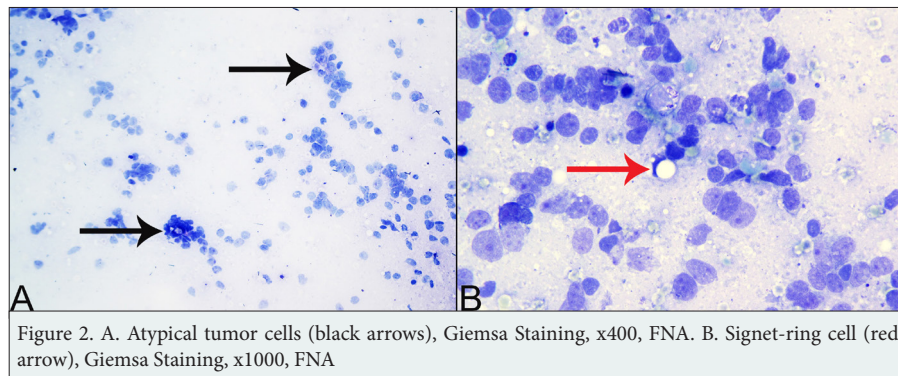 A
B
Figure 2. A. Atypical tumor cells (black arrows), Giemsa Staining, x400, FNA. B. Signet-ring cell (red
arrow), Giemsa Staining, x1000, FNA